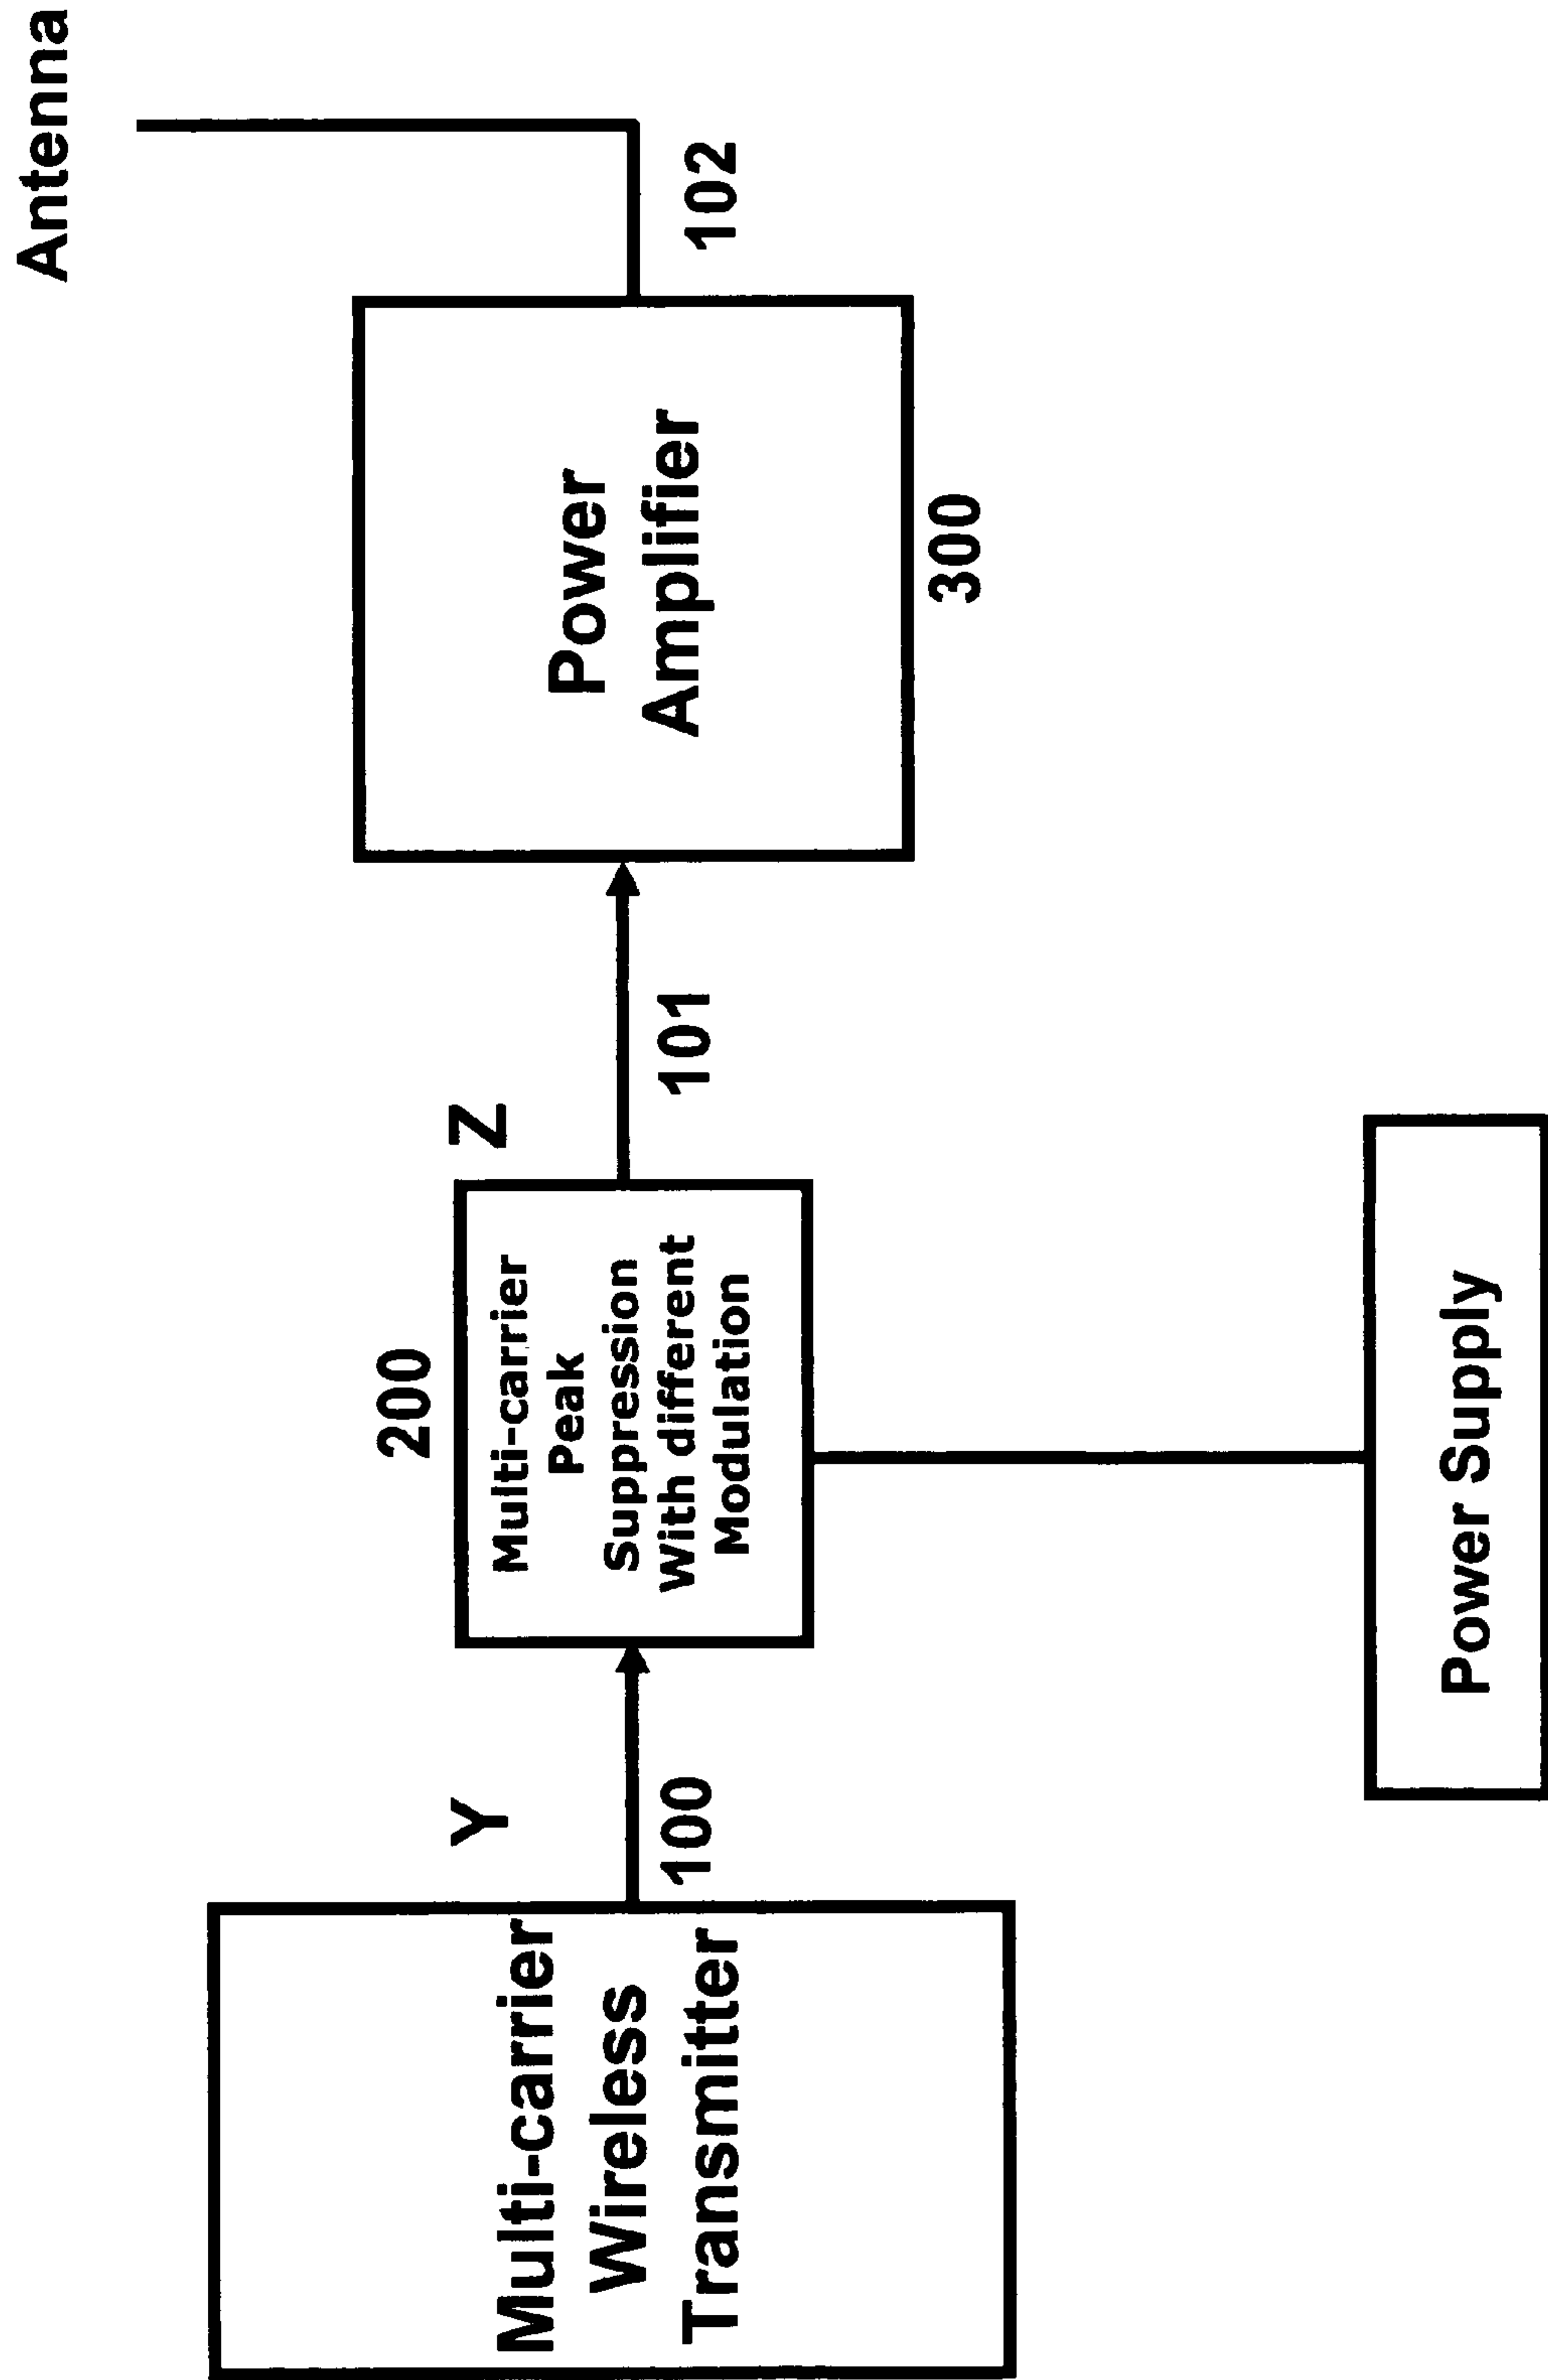 Antenna
Multi-carrier
Wireless
Transmitter
Y
100
200
Multi-carrier
Peak
Suppression
With different
Modulation
Z
101
Power
Amplifier
300
102
Power Supply